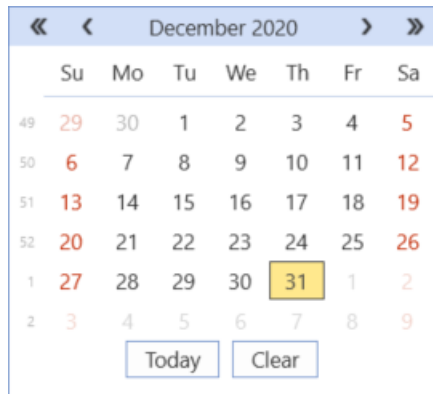 « ‹ December 2020 › »
Su Mo Tu We Th Fr Sa
49 29 30 1 2 3 4 5
50 6 7 8 9 10 11 12
51 13 14 15 16 17 18 19
52 20 21 22 23 24 25 26
1 27 28 29 30 31 1 2
2 3 4 5 6 7 8 9
Today Clear